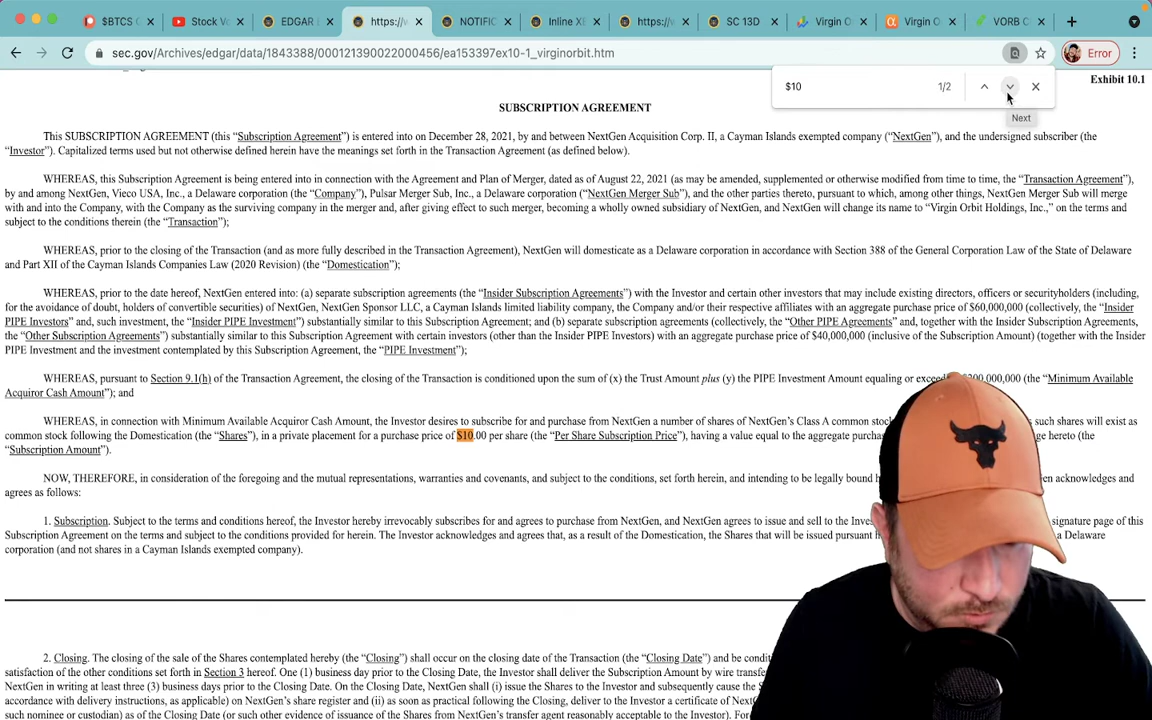 $BTCS
Stock V
EDGAR
https://
NOTIFIC
Inline X
https://
SC 13D
Virgin O
Virgin O
VORB C
sec.gov/Archives/edgar/data/1843388/000121390022000456/ea153397ex10-1_virginorbit.htm
Error
$10
1/2
Next
Exhibit 10.1
SUBSCRIPTION AGREEMENT
This SUBSCRIPTION AGREEMENT (this “Subscription Agreement”) is entered into on December 28, 2021, by and between NextGen Acquisition Corp. II, a Cayman Islands exempted company (“NextGen”), and the undersigned subscriber (the
“Investor”). Capitalized terms used but not otherwise defined herein have the meanings set forth in the Transaction Agreement (as defined below).
WHEREAS, this Subscription Agreement is being entered into in connection with the Agreement and Plan of Merger, dated as of August 22, 2021 (as may be amended, supplemented or otherwise modified from time to time, the “Transaction Agreement”),
by and among NextGen, Vieco USA, Inc., a Delaware corporation (the “Company”), Pulsar Merger Sub, Inc., a Delaware corporation (“NextGen Merger Sub”), and the other parties thereto, pursuant to which, among other things, NextGen Merger Sub will merge
with and into the Company, with the Company as the surviving company in the merger and, after giving effect to such merger, becoming a wholly owned subsidiary of NextGen, and NextGen will change its name to “Virgin Orbit Holdings, Inc.,” on the terms and
subject to the conditions therein (the “Transaction”);
WHEREAS, prior to the closing of the Transaction (and as more fully described in the Transaction Agreement), NextGen will domesticate as a Delaware corporation in accordance with Section 388 of the General Corporation Law of the State of Delaware
and Part XII of the Cayman Islands Companies Law (2020 Revision) (the “Domestication”);
WHEREAS, prior to the date hereof, NextGen entered into: (a) separate subscription agreements (the “Insider Subscription Agreements”) with the Investor and certain other investors that may include existing directors, officers or securityholders (including,
for the avoidance of doubt, holders of convertible securities) of NextGen, NextGen Sponsor LLC, a Cayman Islands limited liability company, the Company and/or their respective affiliates with an aggregate purchase price of $60,000,000 (collectively, the “Insider
PIPE Investors” and, such investment, the “Insider PIPE Investment”) substantially similar to this Subscription Agreement; and (b) separate subscription agreements (collectively, the “Other PIPE Agreements” and, together with the Insider Subscription Agreements,
the “Other Subscription Agreements”) substantially similar to this Subscription Agreement with certain investors (other than the Insider PIPE Investors) with an aggregate purchase price of $40,000,000 (inclusive of the Subscription Amount) (together with the Insider
PIPE Investment and the investment contemplated by this Subscription Agreement, the “PIPE Investment”);
WHEREAS, pursuant to Section 9.1(h) of the Transaction Agreement, the closing of the Transaction is conditioned upon the sum of (x) the Trust Amount plus (y) the PIPE Investment Amount equaling or 00,000,000 (the “Minimum Available
Acquiror Cash Amount”); and
WHEREAS, in connection with Minimum Available Acquiror Cash Amount, the Investor desires to subscribe for and purchase from NextGen a number of shares of NextGen’s Class A common such shares will exist as
common stock following the Domestication (the “Shares”), in a private placement for a purchase price of $10.00 per share (the “Per Share Subscription Price”), having a value equal to the aggregate hereto (the
“Subscription Amount”).
NOW, THEREFORE, in consideration of the foregoing and the mutual representations, warranties and covenants, and subject to the conditions, set forth herein, and intending to be legally bound acknowledges and
agrees as follows:
1. Subscription. Subject to the terms and conditions hereof, the Investor hereby irrevocably subscribes for and agrees to purchase from NextGen, and NextGen agrees to issue and sell to the signature page of this
Subscription Agreement on the terms and subject to the conditions provided for herein. The Investor acknowledges and agrees that, as a result of the Domestication, the Shares that will be issued pursuant a Delaware
corporation (and not shares in a Cayman Islands exempted company).
2. Closing. The closing of the sale of the Shares contemplated hereby (the “Closing”) shall occur on the closing date of the Transaction (the “Closing Date”) and be
satisfaction of the other conditions set forth in Section 3 hereof. One (1) business day prior to the Closing Date, the Investor shall deliver the Subscription Amount by wire
NextGen in writing at least three (3) business days prior to the Closing Date. On the Closing Date, NextGen shall (i) issue the Shares to the Investor and subsequently cause the
accordance with delivery instructions, as applicable) on NextGen’s share register and (ii) as soon as practical following the Closing, deliver to the Investor a certificate of
such nominee or custodian) as of the Closing Date (or such other evidence of issuance of the Shares from NextGen’s transfer agent reasonably acceptable to the Investor).